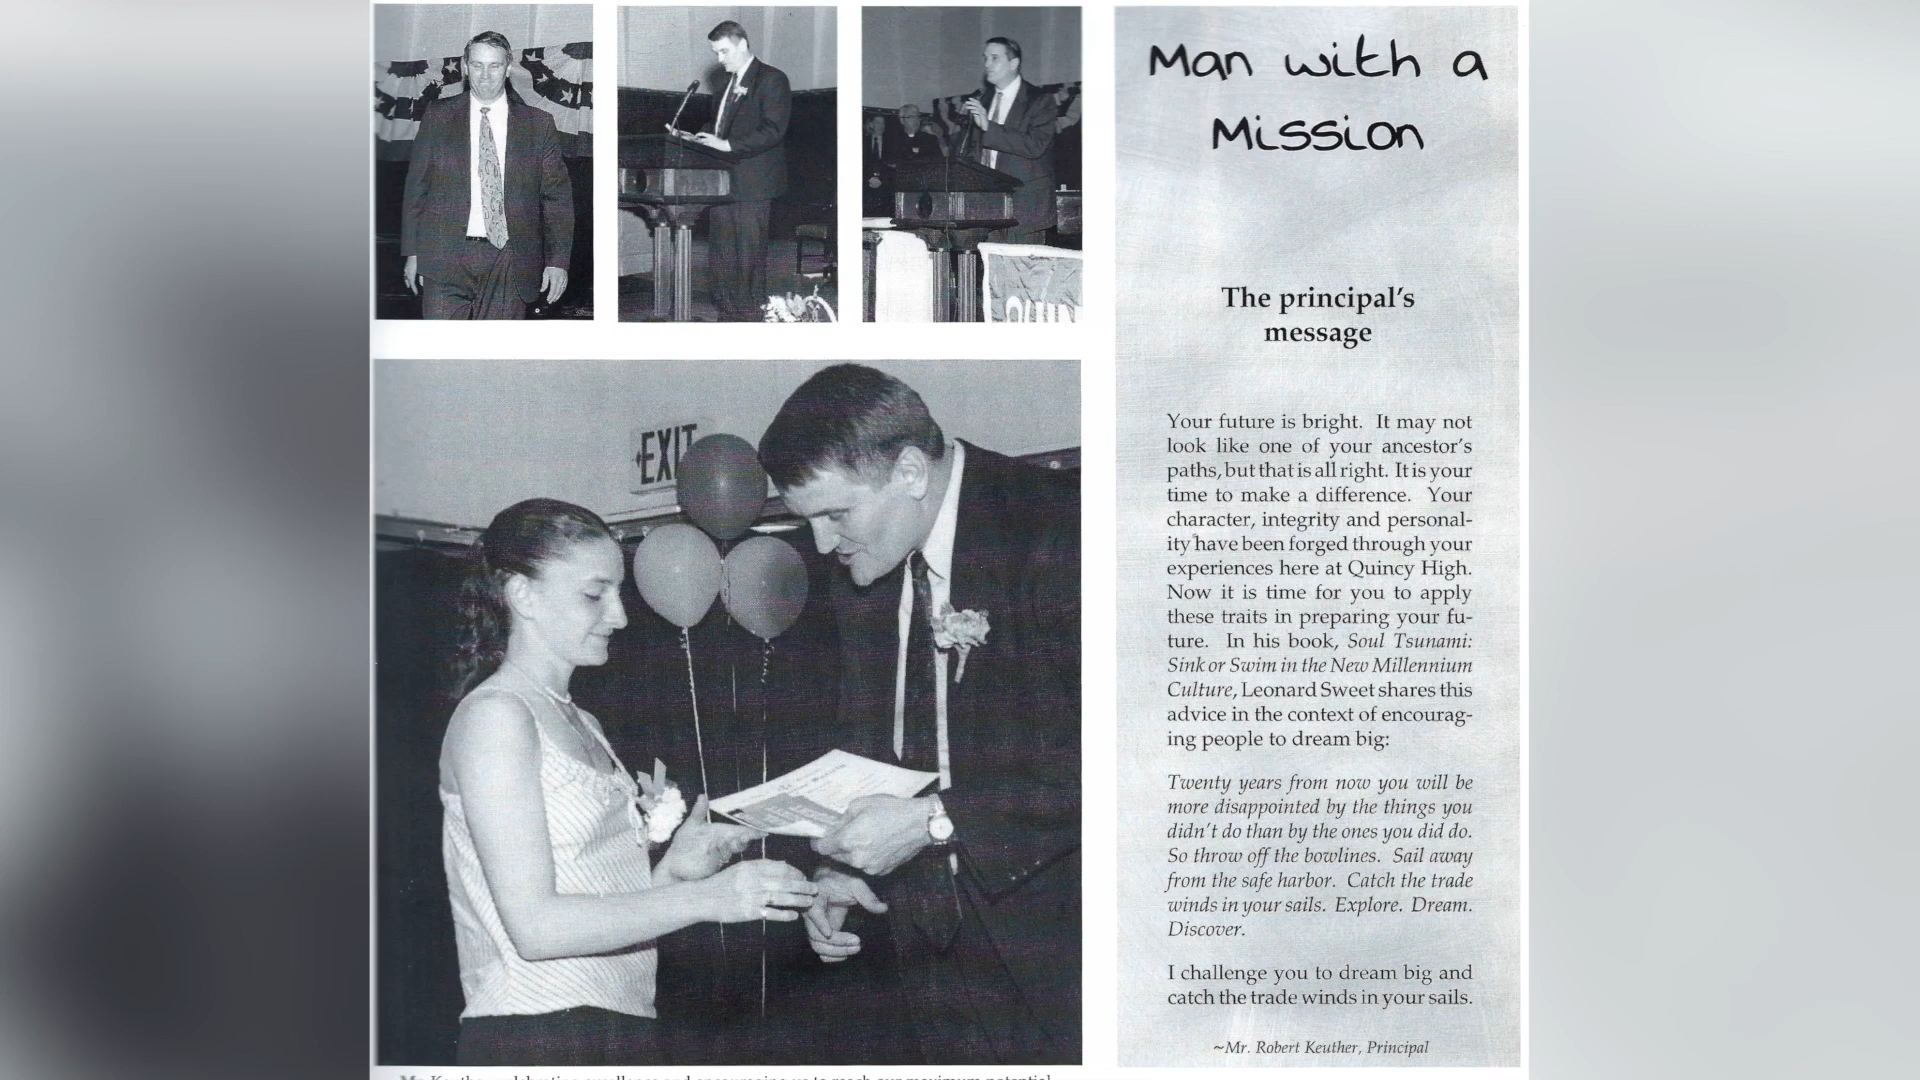 Man with a
Mission
The principal's
message
EXIT
QUIN
Your future is bright. It may not
look like one of your ancestor's
paths, but that is all right. It is your
time to make a difference. Your
character, integrity and personal-
ity have been forged through your
experiences here at Quincy High.
Now it is time for you to apply
these traits in preparing your fu-
ture. In his book, Soul Tsunami:
Sink or Swim in the New Millennium
Culture, Leonard Sweet shares this
advice in the context of encourag-
ing people to dream big:
Twenty years from now you will be
more disappointed by the things you
didn't do than by the ones you did do.
So throw off the bowlines. Sail away
from the safe harbor. Catch the trade
winds in your sails. Explore. Dream.
Discover.
I challenge you to dream big and
catch the trade winds in your sails.
~Mr. Robert Keuther, Principal